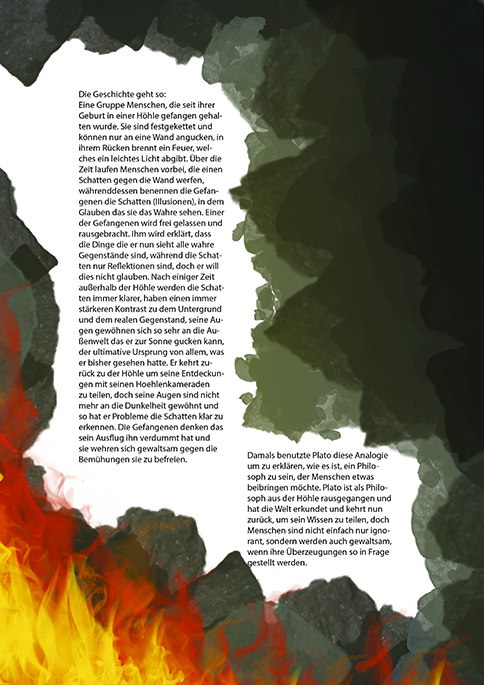 Die Geschichte geht so:
Eine Gruppe Menschen, die seit ihrer
Geburt in einer Höhle gefangen gehal-
ten wurde. Sie sind festgekettet und
können nur an eine Wand angucken, in
ihrem Rücken brennt ein Feuer, wel-
ches ein leichtes Licht abgibt. Über die
Zeit laufen Menschen vorbei, die einen
Schatten gegen die Wand werfen,
währenddessen benennen die Gefan-
genen die Schatten (Illusionen), in dem
Glauben das sie das Wahre sehen. Einer
der Gefangenen wird frei gelassen und
rausgebracht. Ihm wird erklärt, dass
die Dinge die er nun sieht alle wahre
Gegenstände sind, während die Schat-
ten nur Reflektionen sind, doch er will
dies nicht glauben. Nach einiger Zeit
außerhalb der Höhle werden die Schat-
ten immer klarer, haben einen immer
stärkeren Kontrast zu dem Untergrund
und dem realen Gegenstand, seine Au-
gen gewöhnen sich so sehr an die Au-
ßenwelt das er zur Sonne gucken kann,
der ultimative Ursprung von allem, was
er bisher gesehen hatte. Er kehrt zu-
rück zu der Höhle um seine Entdeckun-
gen mit seinen Hoehlenkameraden
zu teilen, doch seine Augen sind nicht
mehr an die Dunkelheit gewöhnt und
so hat er Probleme die Schatten klar zu
erkennen. Die Gefangenen denken das
sein Ausflug ihn verdummt hat und
sie wehren sich gewaltsam gegen die
Bemühungen sie zu befreien.
Damals benutzte Plato diese Analogie
um zu erklären, wie es ist, ein Philo-
soph zu sein, der Menschen etwas
beibringen möchte. Plato ist als Philo-
soph aus der Höhle rausgegangen und
hat die Welt erkundet und kehrt nun
zurück, um sein Wissen zu teilen, doch
Menschen sind nicht einfach nur igno-
rant, sondern werden auch gewaltsam,
wenn ihre Überzeugungen so in Frage
gestellt werden.